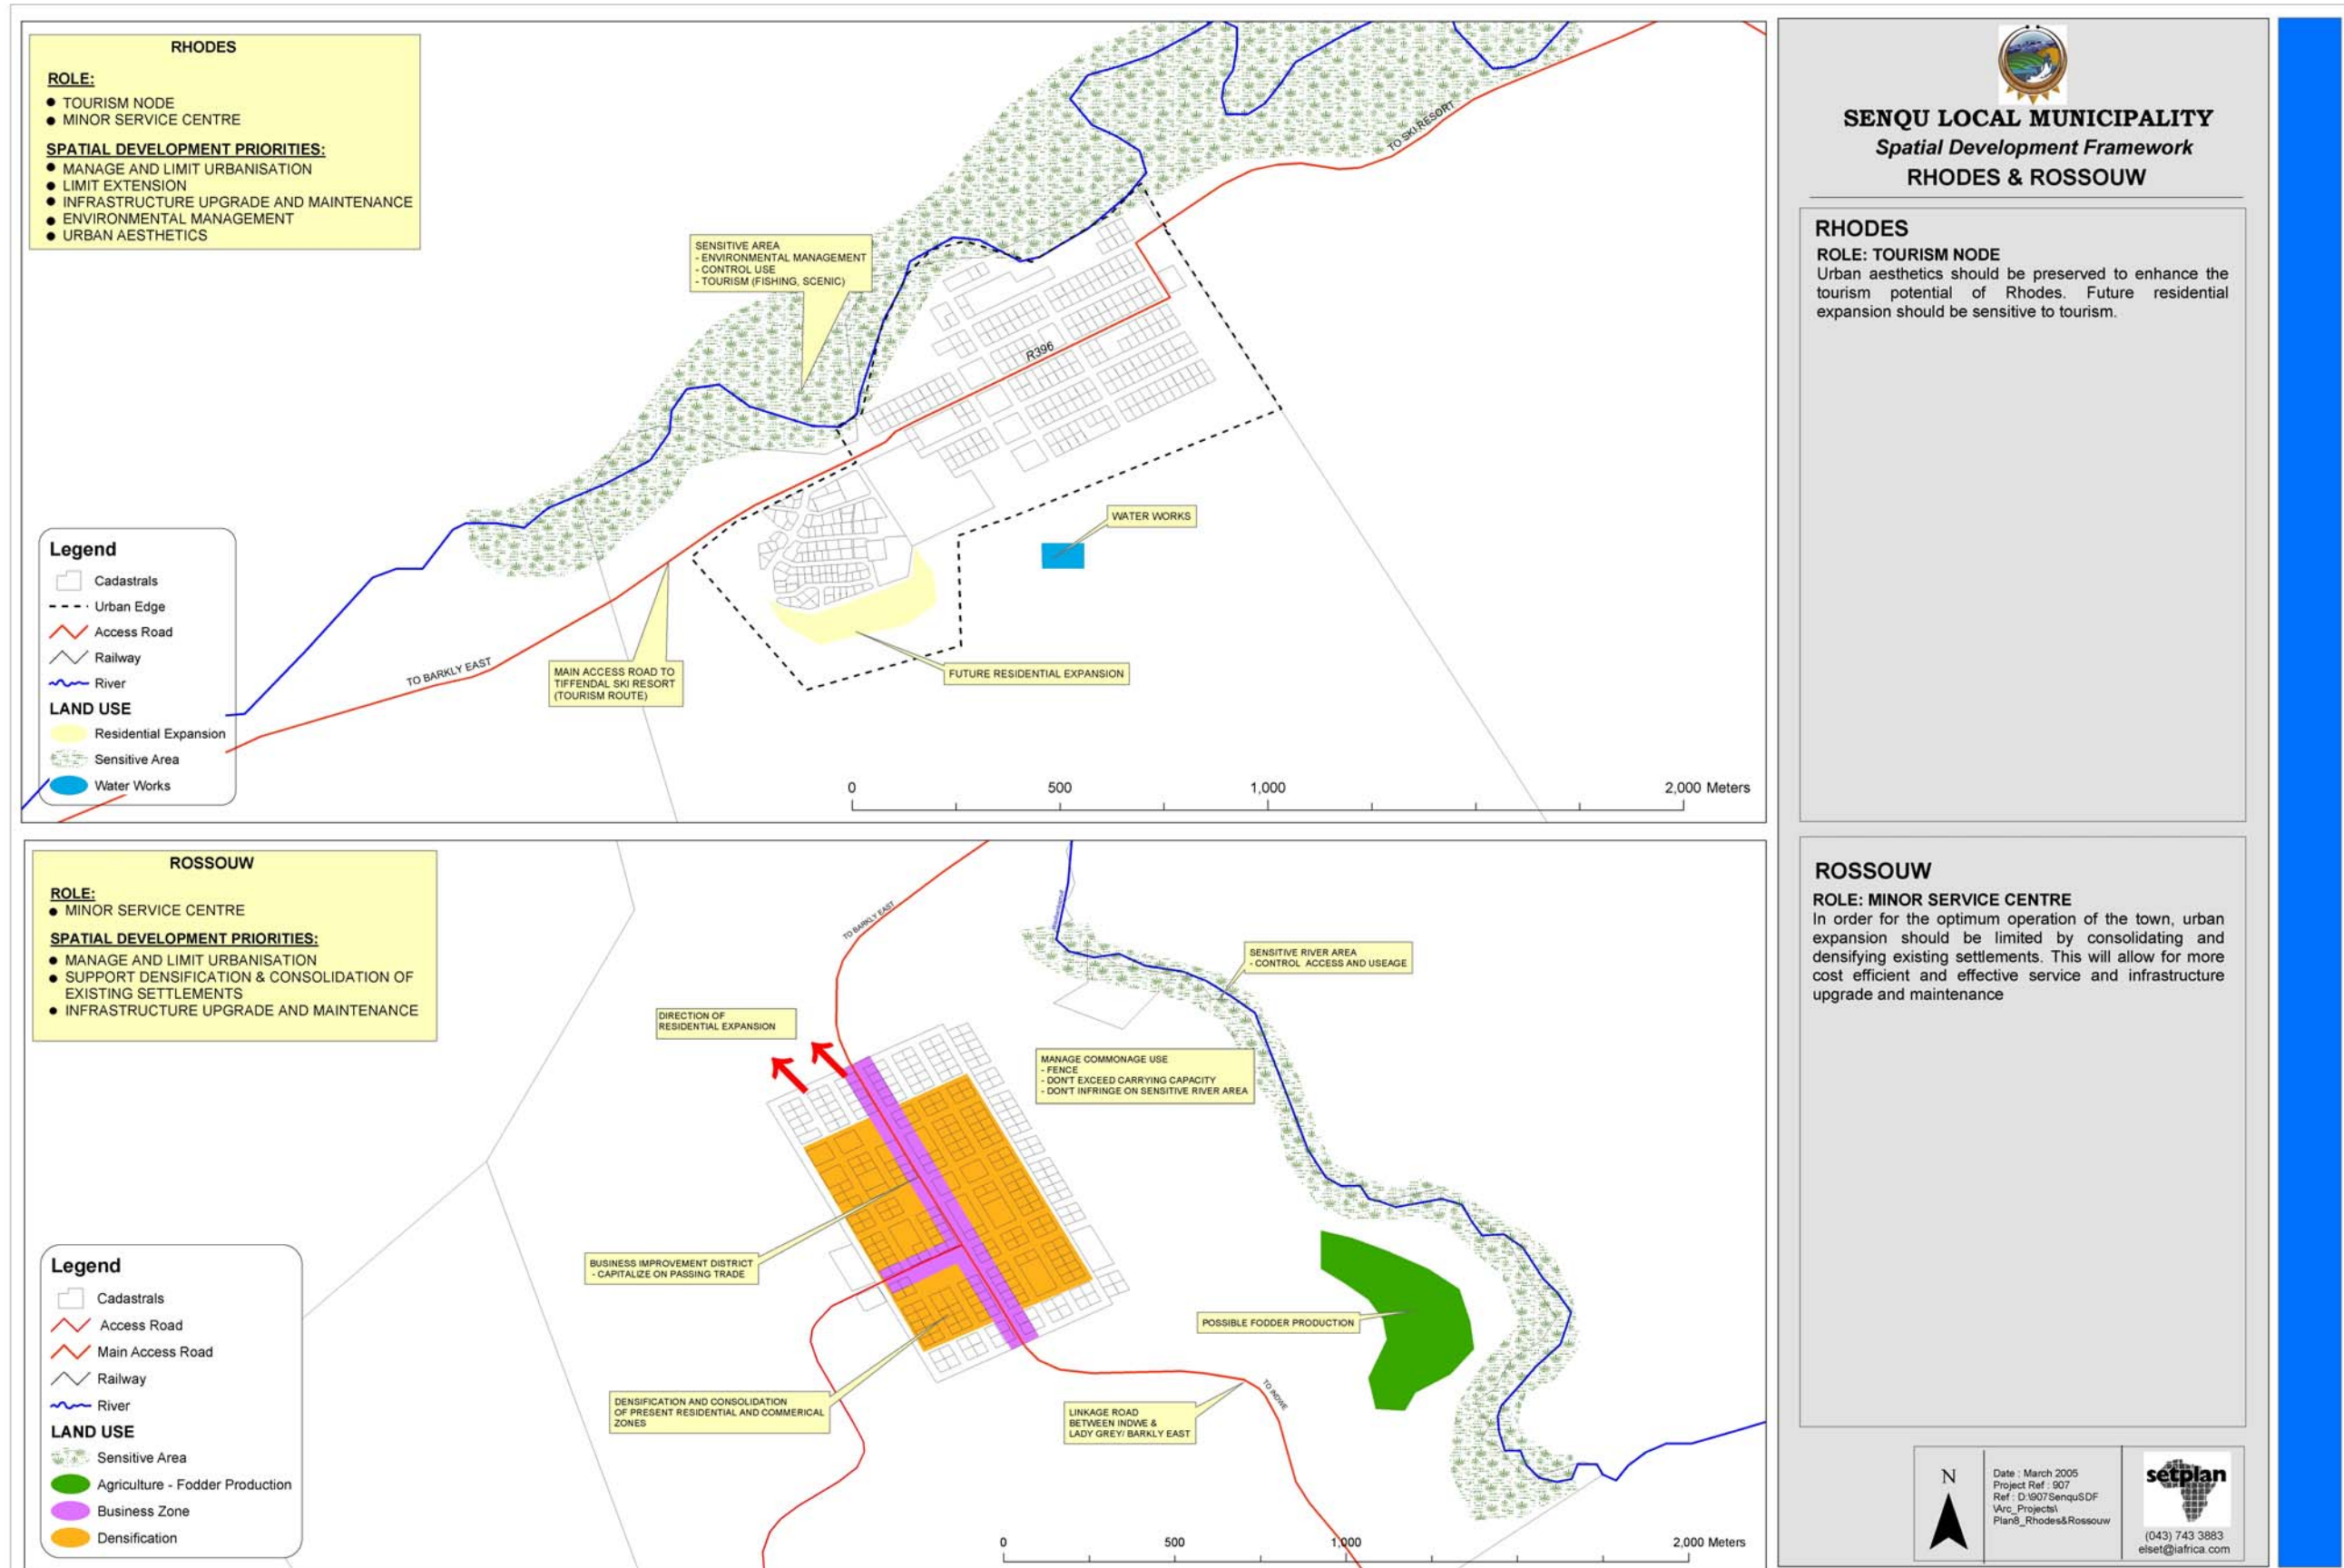 RHODES
ROLE:
● TOURISM NODE
● MINOR SERVICE CENTRE
SPATIAL DEVELOPMENT PRIORITIES:
● MANAGE AND LIMIT URBANISATION
● LIMIT EXTENSION
● INFRASTRUCTURE UPGRADE AND MAINTENANCE
● ENVIRONMENTAL MANAGEMENT
● URBAN AESTHETICS
SENSITIVE AREA
- ENVIRONMENTAL MANAGEMENT
- CONTROL USE
- TOURISM (FISHING, SCENIC)
TO SKI RESORT
R396
WATER WORKS
FUTURE RESIDENTIAL EXPANSION
MAIN ACCESS ROAD TO
TIFFENDAL SKI RESORT
(TOURISM ROUTE)
TO BARKLY EAST
Legend
Cadastrals
Urban Edge
Access Road
Railway
River
LAND USE
Residential Expansion
Sensitive Area
Water Works
0 500 1,000 2,000 Meters
ROSSOUW
ROLE:
● MINOR SERVICE CENTRE
SPATIAL DEVELOPMENT PRIORITIES:
● MANAGE AND LIMIT URBANISATION
● SUPPORT DENSIFICATION & CONSOLIDATION OF
EXISTING SETTLEMENTS
● INFRASTRUCTURE UPGRADE AND MAINTENANCE
TO BARKLY EAST
SENSITIVE RIVER AREA
- CONTROL ACCESS AND USEAGE
DIRECTION OF
RESIDENTIAL EXPANSION
MANAGE COMMONAGE USE
- FENCE
- DON'T EXCEED CARRYING CAPACITY
- DON'T INFRINGE ON SENSITIVE RIVER AREA
BUSINESS IMPROVEMENT DISTRICT
- CAPITALIZE ON PASSING TRADE
POSSIBLE FODDER PRODUCTION
DENSIFICATION AND CONSOLIDATION
OF PRESENT RESIDENTIAL AND COMMERICAL
ZONES
LINKAGE ROAD
BETWEEN INDWE &
LADY GREY/ BARKLY EAST
TO INDWE
Legend
Cadastrals
Access Road
Main Access Road
Railway
River
LAND USE
Sensitive Area
Agriculture - Fodder Production
Business Zone
Densification
0 500 1,000 2,000 Meters
SENQU LOCAL MUNICIPALITY
Spatial Development Framework
RHODES & ROSSOUW
RHODES
ROLE: TOURISM NODE
Urban aesthetics should be preserved to enhance the
tourism potential of Rhodes. Future residential
expansion should be sensitive to tourism.
ROSSOUW
ROLE: MINOR SERVICE CENTRE
In order for the optimum operation of the town, urban
expansion should be limited by consolidating and
densifying existing settlements. This will allow for more
cost efficient and effective service and infrastructure
upgrade and maintenance
N
Date : March 2005
Project Ref : 907
Ref : D:\907SenquSDF
\Arc_Projects\
Plan8_Rhodes&Rossouw
setplan
(043) 743 3883
elset@iafrica.com